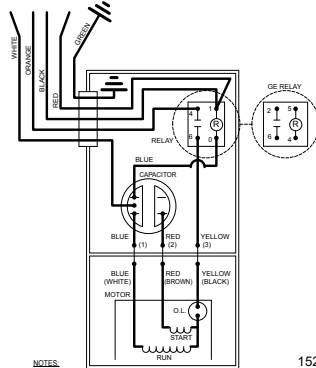 WHITE
ORANGE
BLACK
RED
GREEN
GE RELAY
4 1
R
6 0
2 5
R
6 4
RELAY
BLUE
CAPACITOR
BLUE RED YELLOW
(1) (2) (3)
BLUE RED YELLOW
(WHITE) (BROWN) (BLACK)
MOTOR
O.L.
START
RUN
NOTES:
152